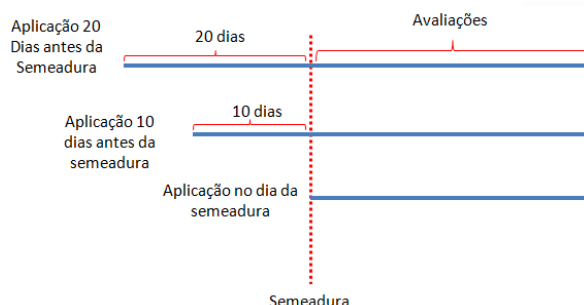 Aplicação 20
Dias antes da
Semeadura
20 dias
Avaliações
Aplicação 10
dias antes da
semeadura
10 dias
Aplicação no dia da
semeadura
Semeadura